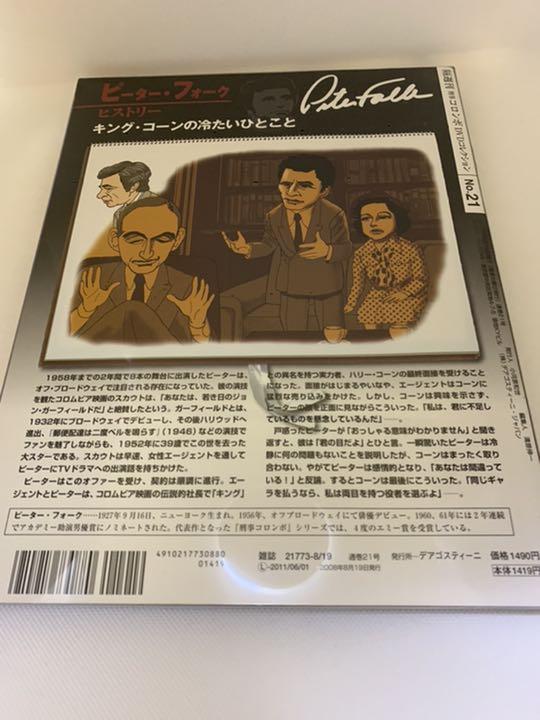 ピーター・フォーク
ヒストリー
Peter Falk
キング・コーンの冷たいひとこと
隔週刊 刑事コロンボDVDコレクション No.21
1958年までの2年間で8本の舞台に出演したピーターは、
オフ・ブロードウェイで注目される存在になっていた。彼の演技
を観たコロムビア映画のスカウトは、「あなたは、若き日のジョ
ン・ガーフィールドだ」と絶賛したという。ガーフィールドとは、
1932年にブロードウェイでデビューし、その後ハリウッドへ
進出、「郵便配達は二度ベルを鳴らす」(1946)などの演技で
ファンを魅了しながらも、1952年に39歳でこの世を去った
大スターである。スカウトは早速、女性エージェントを通して
ピーターにTVドラマへの出演話を持ちかけた。
ピーターはこのオファーを受け、契約は順調に進行。エー
ジェントとピーターは、コロムビア映画の伝説的社長で「キング」
との異名を持つ実力者、ハリー・コーンの最終面接を受けること
になった。面接がはじまるやいなや、エージェントはコーンに
猛烈な売り込みをかけた。しかし、コーンは興味を示さず、
ピーターの顔を正面に見ながらこういった。「私は、君に不足し
ているものを懸念しているんだ」――。
戸惑ったピーターが「おっしゃる意味がわかりません」と聞き
返すと、彼は「君の目だよ」とひと言。一瞬驚いたピーターは冷
静に何の問題もないことを説明したが、コーンはまったく取り
合わない。やがてピーターは感情的となり、「あなたは間違って
いる!」と反論。するとコーンは最後にこういった。「同じギャ
ラを払うなら、私は両目を持つ役者を選ぶよ」――。
ピーター・フォーク……1927年9月16日、ニューヨーク生まれ。1956年、オフブロードウェイにて俳優デビュー。1960、61年には2年連続
でアカデミー助演男優賞にノミネートされた。代表作となった『刑事コロンボ』シリーズでは、4度のエミー賞を受賞している。
4910217730880
01419
雑誌 21773-8/19 通巻21号 発行所―デアゴスティーニ 価格1490円
L-2011/06/01 2008年8月19日発行 本体1419円